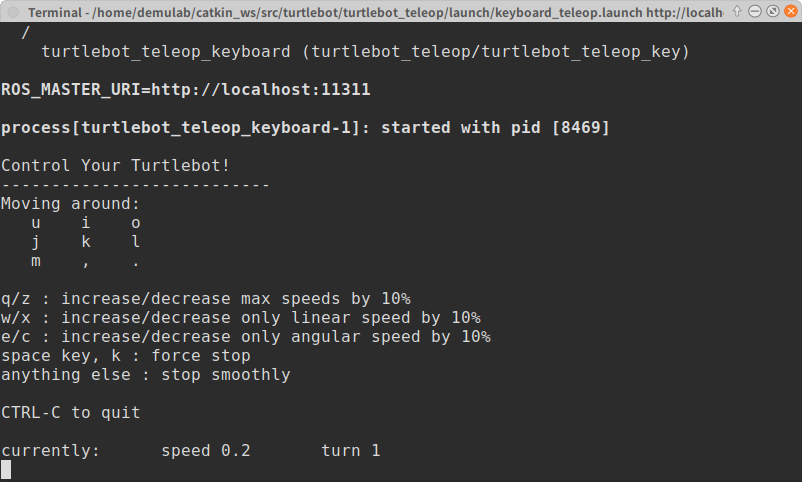 Terminal - /home/demulab/catkin_ws/src/turtlebot/turtlebot_teleop/launch/keyboard_teleop.launch http://localh
/
turtlebot_teleop_keyboard (turtlebot_teleop/turtlebot_teleop_key)
ROS_MASTER_URI=http://localhost:11311
process[turtlebot_teleop_keyboard-1]: started with pid [8469]
Control Your Turtlebot!
---------------------------
Moving around:
u i o
j k l
m , .
q/z : increase/decrease max speeds by 10%
w/x : increase/decrease only linear speed by 10%
e/c : increase/decrease only angular speed by 10%
space key, k : force stop
anything else : stop smoothly
CTRL-C to quit
currently: speed 0.2 turn 1